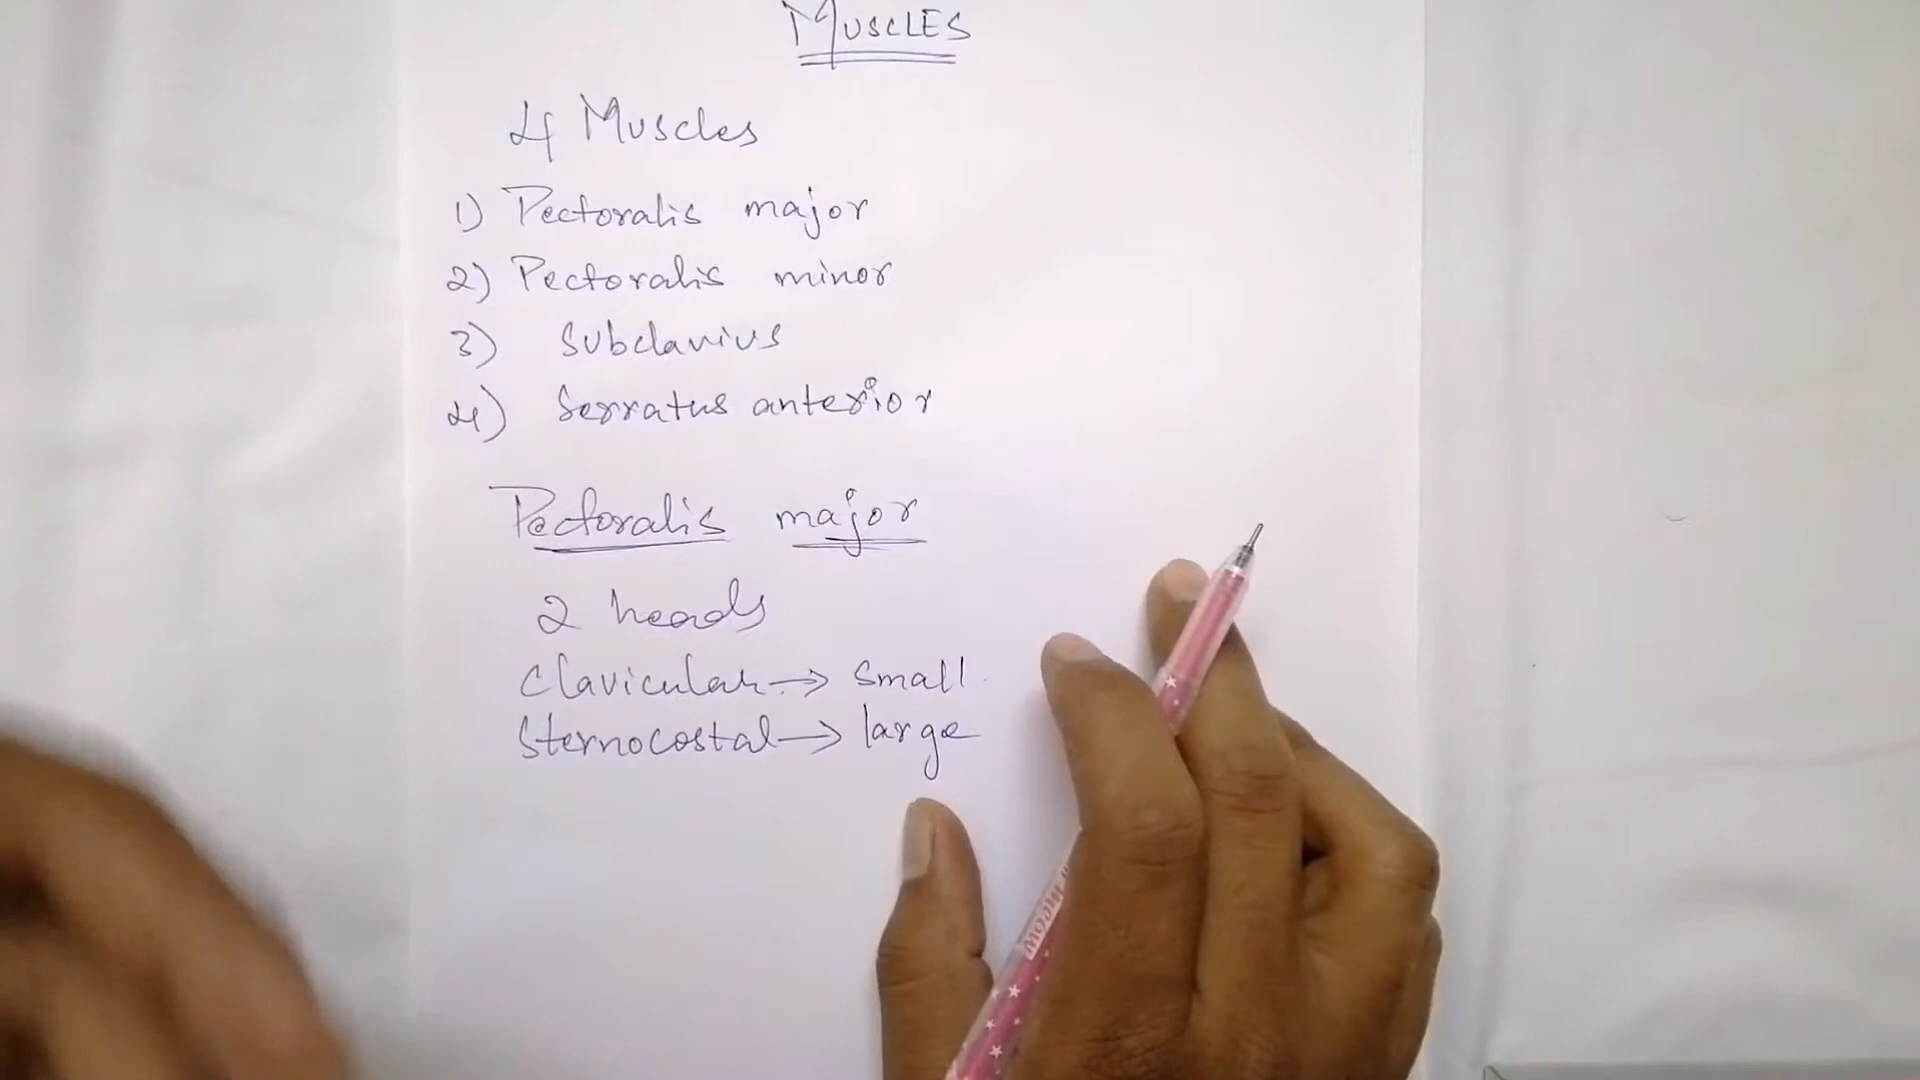 MUSCLES
4 Muscles
1) Pectoralis major
2) Pectoralis minor
3) Subclavius
4) Serratus anterior
Pectoralis major
2 heads
Clavicular → small
Sternocostal → large
MEOW